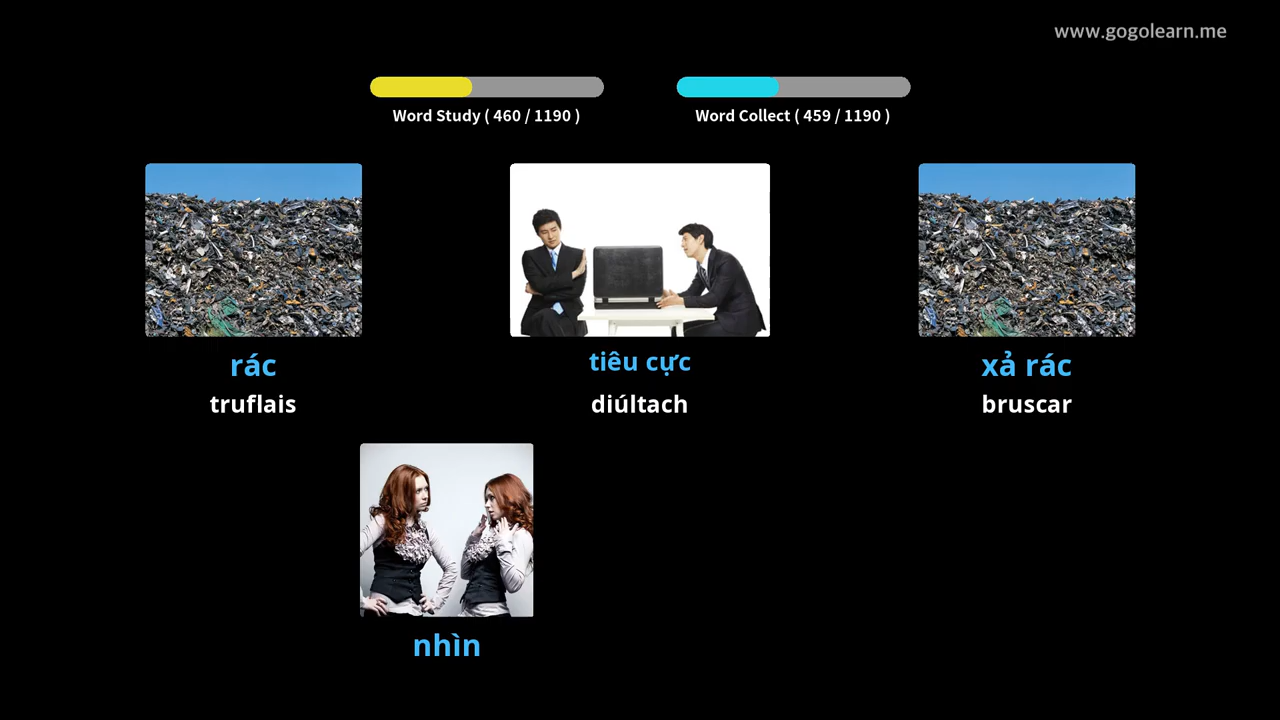 www.gogolearn.me
Word Study ( 460 / 1190 )
Word Collect ( 459 / 1190 )
rác
truflais
tiêu cực
diúltach
xả rác
bruscar
nhìn